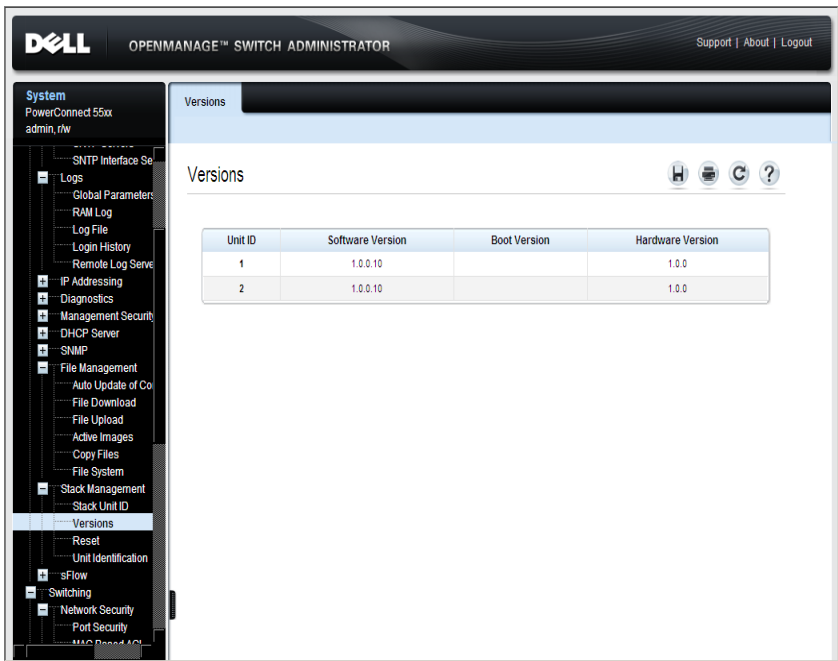 DELL OPENMANAGE™ SWITCH ADMINISTRATOR
Support | About | Logout
System
PowerConnect 55xx
admin, r/w
SNTP Interface Se
Logs
Global Parameters
RAM Log
Log File
Login History
Remote Log Serve
IP Addressing
Diagnostics
Management Security
DHCP Server
SNMP
File Management
Auto Update of Co
File Download
File Upload
Active Images
Copy Files
File System
Stack Management
Stack Unit ID
Versions
Reset
Unit Identification
sFlow
Switching
Network Security
Port Security
Versions
Versions
Unit ID Software Version Boot Version Hardware Version
1 1.0.0.10 1.0.0
2 1.0.0.10 1.0.0